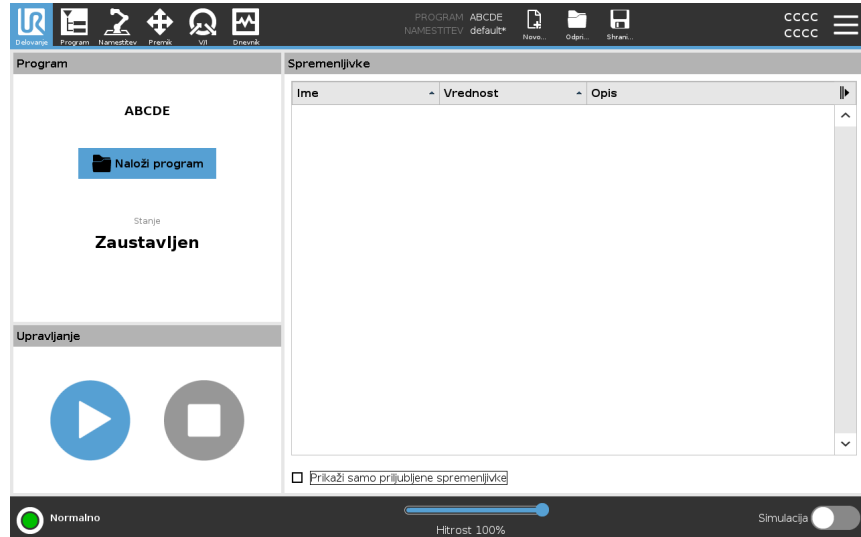 UR
Delovanje Program Namestitev Premik V/I Dnevnik
PROGRAM ABCDE
NAMESTITEV default*
Novo... Odpri... Shrani...
CCCC
CCCC
Program
ABCDE
Naloži program
Stanje
Zaustavljen
Upravljanje
Spremenljivke
Ime Vrednost Opis
Prikaži samo priljubljene spremenljivke
Normalno
Hitrost 100%
Simulacija